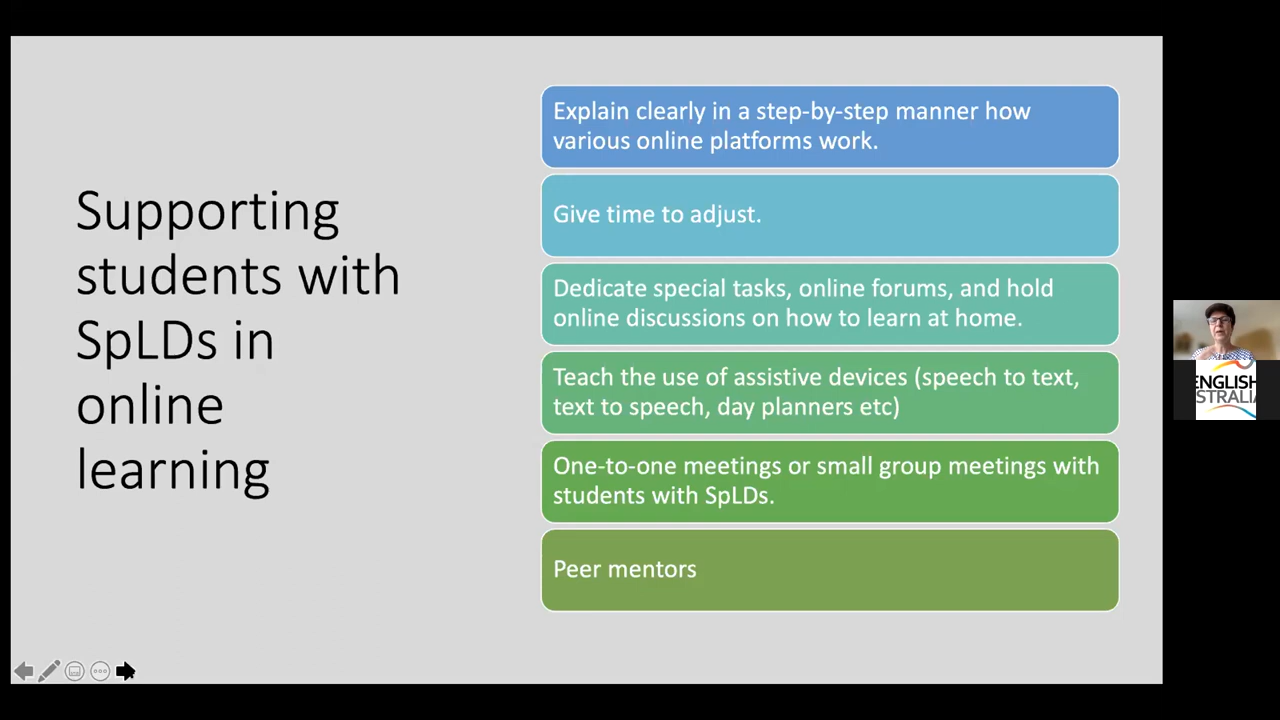 Supporting
students with
SpLDs in
online
learning
Explain clearly in a step-by-step manner how
various online platforms work.
Give time to adjust.
Dedicate special tasks, online forums, and hold
online discussions on how to learn at home.
Teach the use of assistive devices (speech to text,
text to speech, day planners etc)
One-to-one meetings or small group meetings with
students with SpLDs.
Peer mentors
ENGLISH
STRALIA